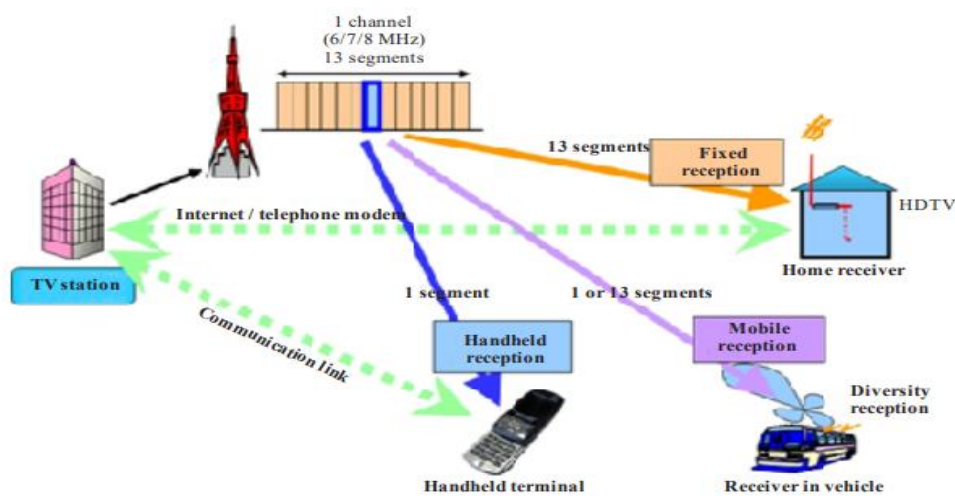 1 channel
(6/7/8 MHz)
13 segments
13 segments
Fixed
reception
HDTV
Internet / telephone modem
Home receiver
TV station
1 segment
1 or 13 segments
Communication link
Handheld
reception
Mobile
reception
Diversity
reception
Handheld terminal
Receiver in vehicle